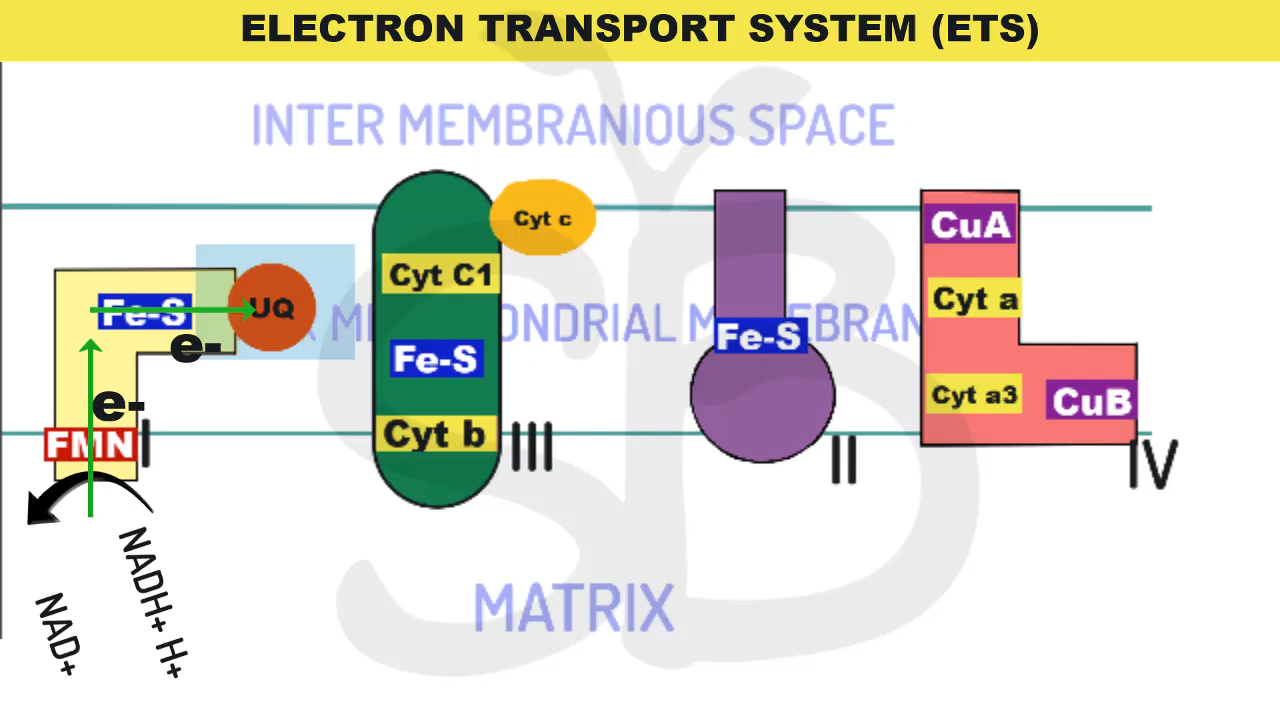 ELECTRON TRANSPORT SYSTEM (ETS)
INTER MEMBRANIOUS SPACE
Cyt c
CuA
Cyt C1
Cyt a
Fe-S
UQ
Fe-S
e-
Fe-S
Cyt a3
CuB
e-
FMN
I
Cyt b
III
II
IV
NADH+ H+
NAD+
MATRIX
SB